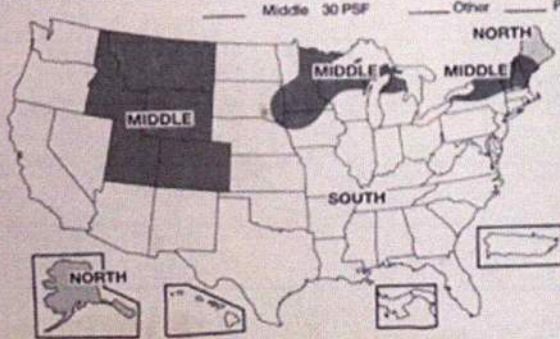 Middle 30 PSF Other
NORTH
MIDDLE MIDDLE
MIDDLE
SOUTH
NORTH